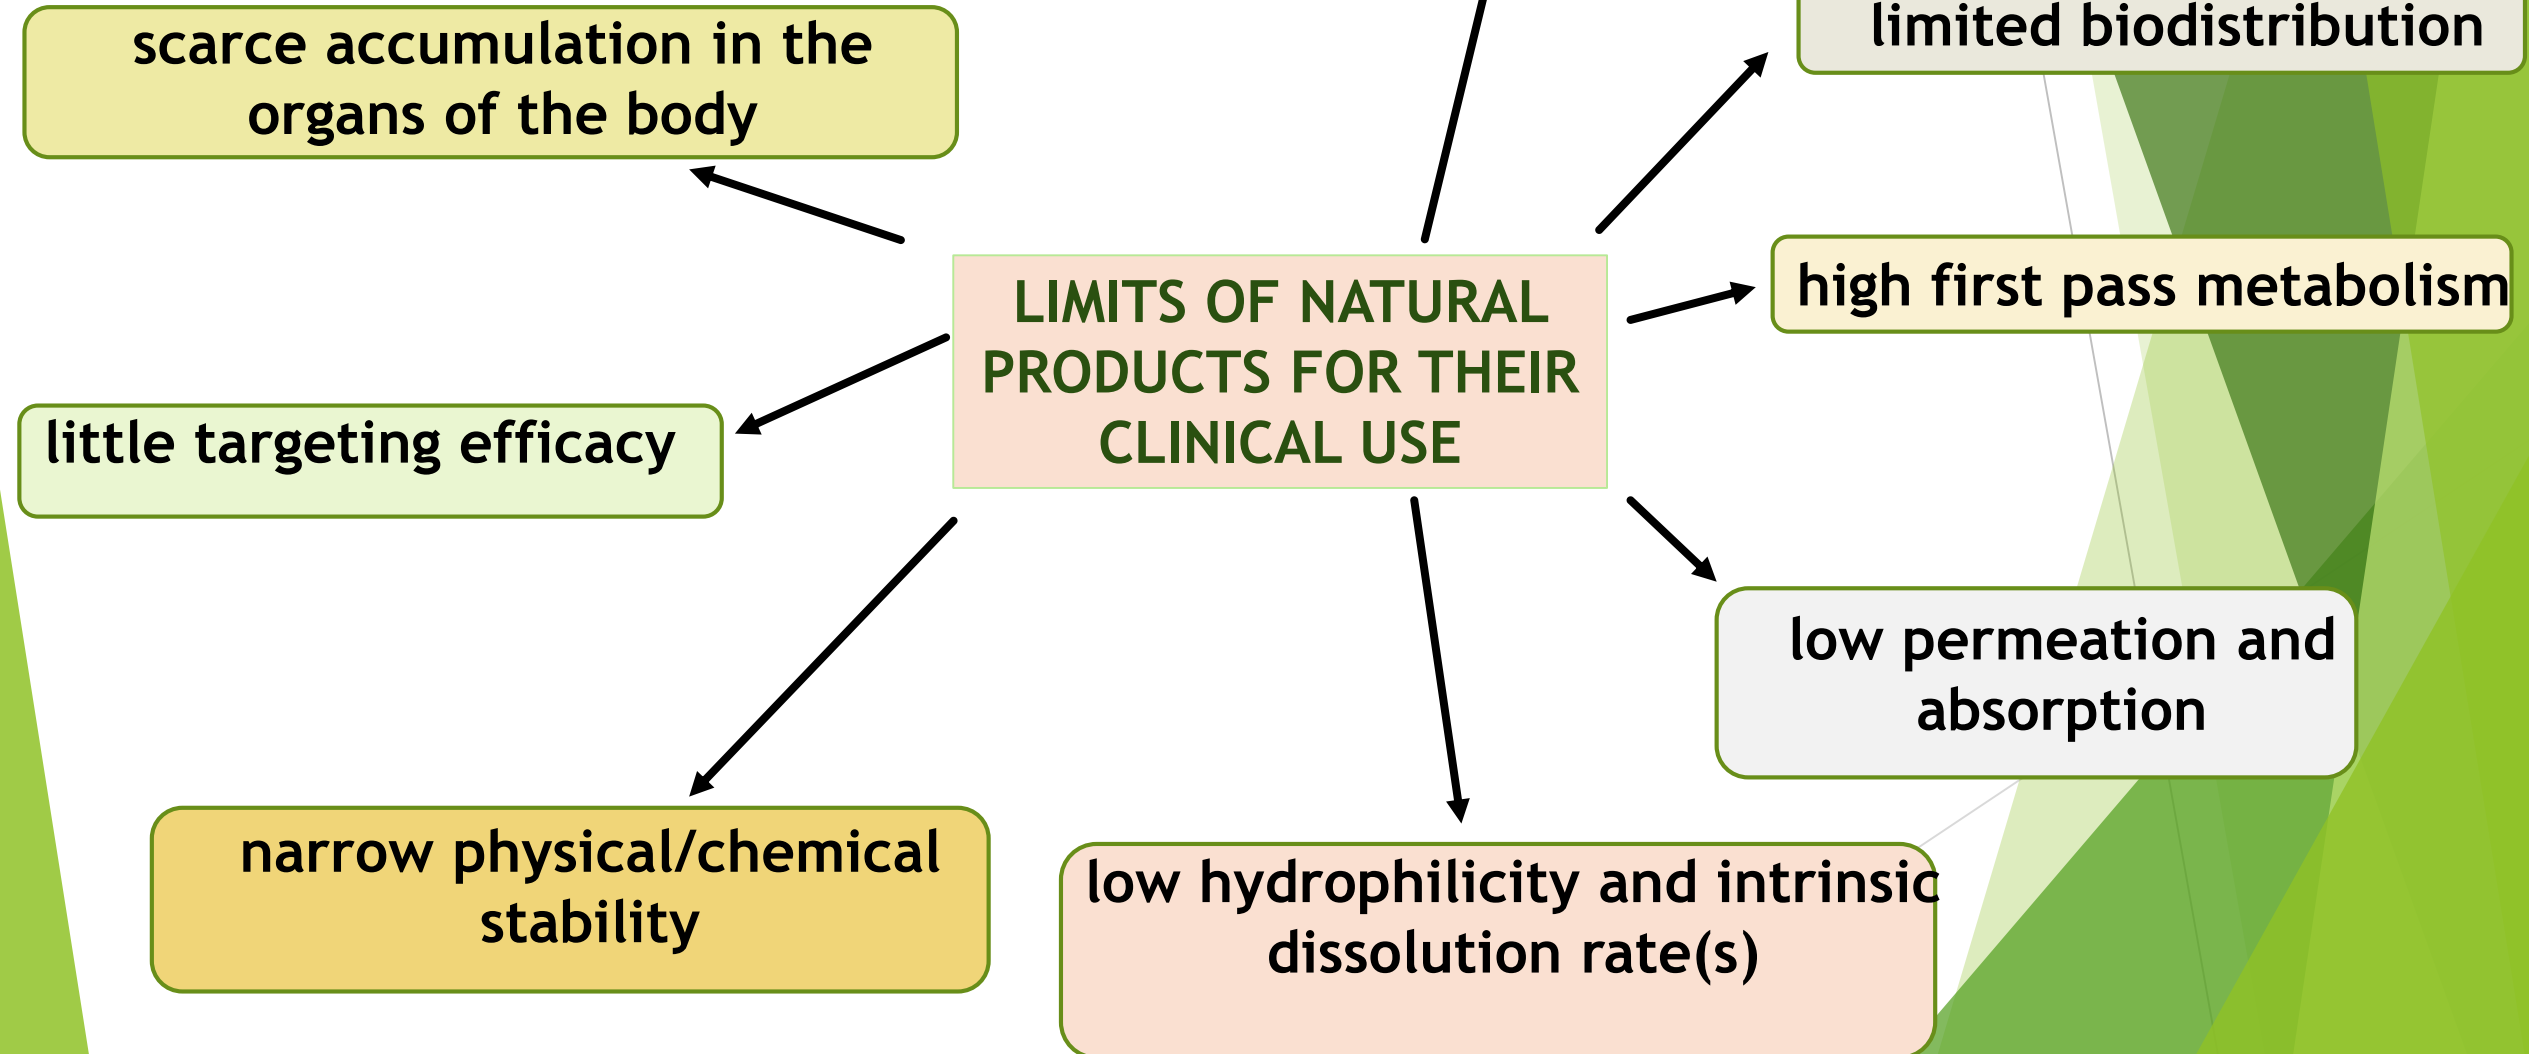 scarce accumulation in the
organs of the body
limited biodistribution
LIMITS OF NATURAL
PRODUCTS FOR THEIR
CLINICAL USE
high first pass metabolism
little targeting efficacy
low permeation and
absorption
narrow physical/chemical
stability
low hydrophilicity and intrinsic
dissolution rate(s)